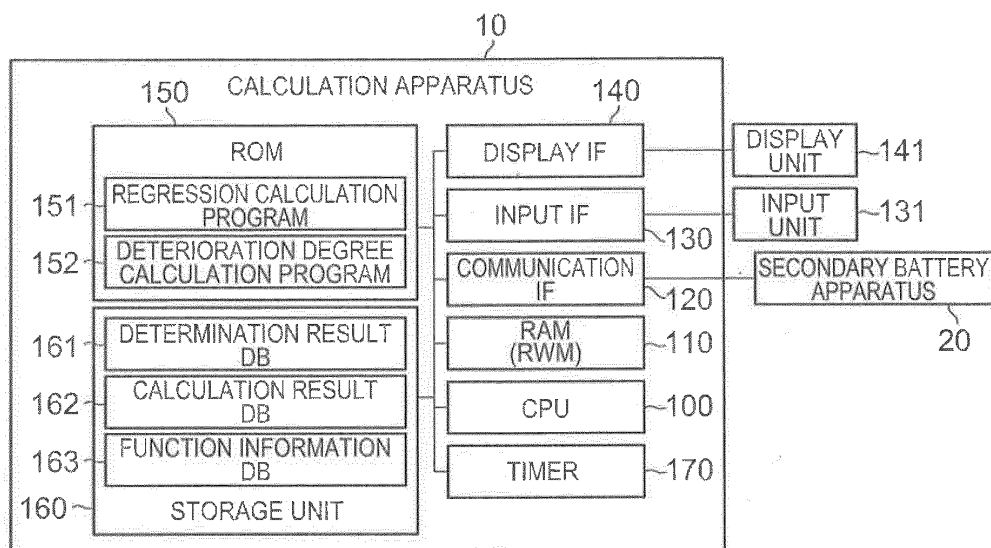 10
CALCULATION APPARATUS
150
ROM
151
REGRESSION CALCULATION
PROGRAM
152
DETERIORATION DEGREE
CALCULATION PROGRAM
161
DETERMINATION RESULT
DB
162
CALCULATION RESULT
DB
163
FUNCTION INFORMATION
DB
160
STORAGE UNIT
140
DISPLAY IF
INPUT IF
130
COMMUNICATION
IF
120
RAM
(RWM)
110
CPU
100
TIMER
170
DISPLAY
UNIT
141
INPUT
UNIT
131
SECONDARY BATTERY
APPARATUS
20